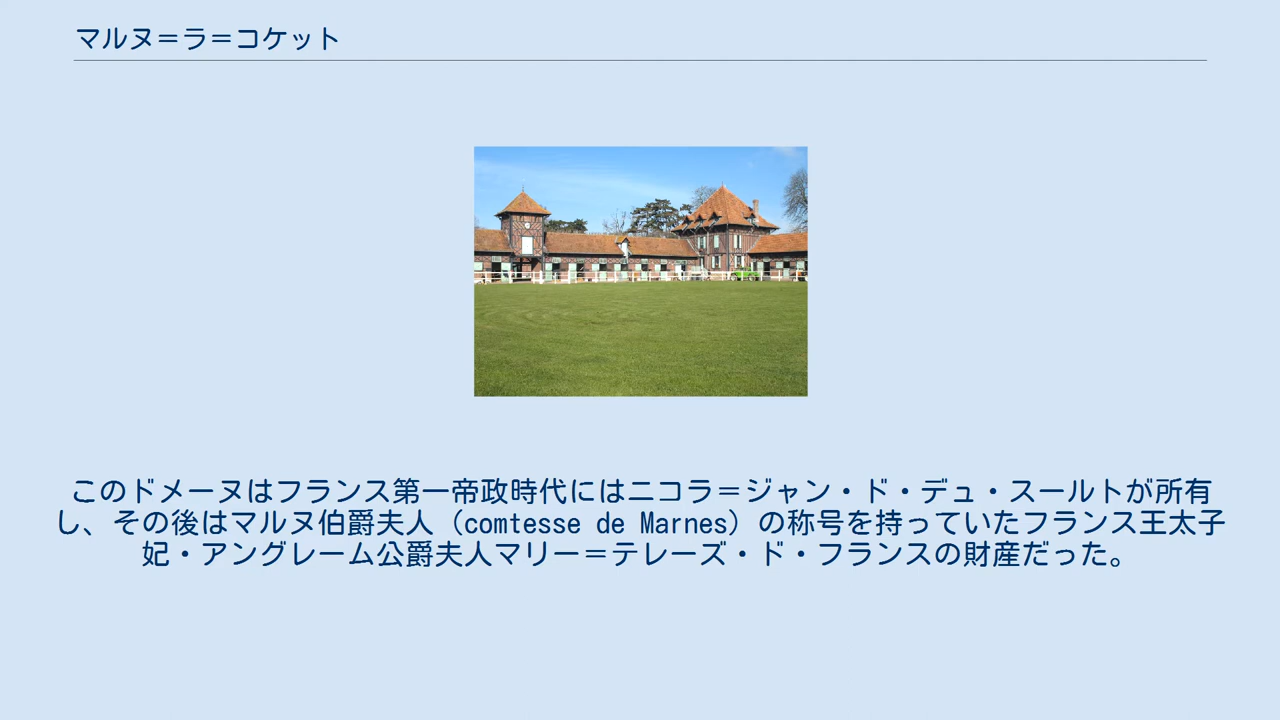 マルヌ＝ラ＝コケット
このドメーヌはフランス第一帝政時代にはニコラ＝ジャン・ド・デュ・スールトが所有
し、その後はマルヌ伯爵夫人（comtesse de Marnes）の称号を持っていたフランス王太子
妃・アングレーム公爵夫人マリー＝テレーズ・ド・フランスの財産だった。